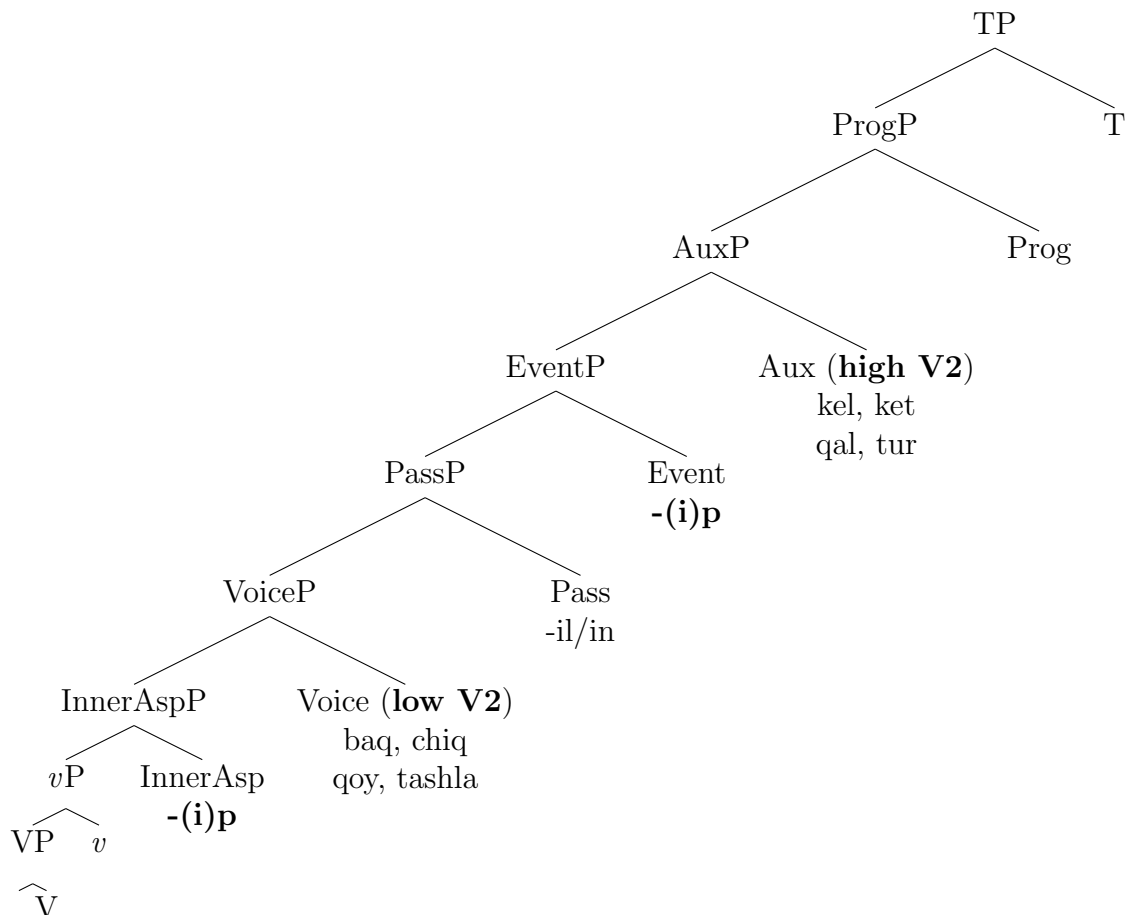 TP
ProgP T
AuxP Prog
EventP Aux (high V2)
kel, ket
qal, tur
PassP Event
-(i)p
VoiceP Pass
-il/in
InnerAspP Voice (low V2)
baq, chiq
qoy, tashla
vP InnerAsp
-(i)p
VP v
V